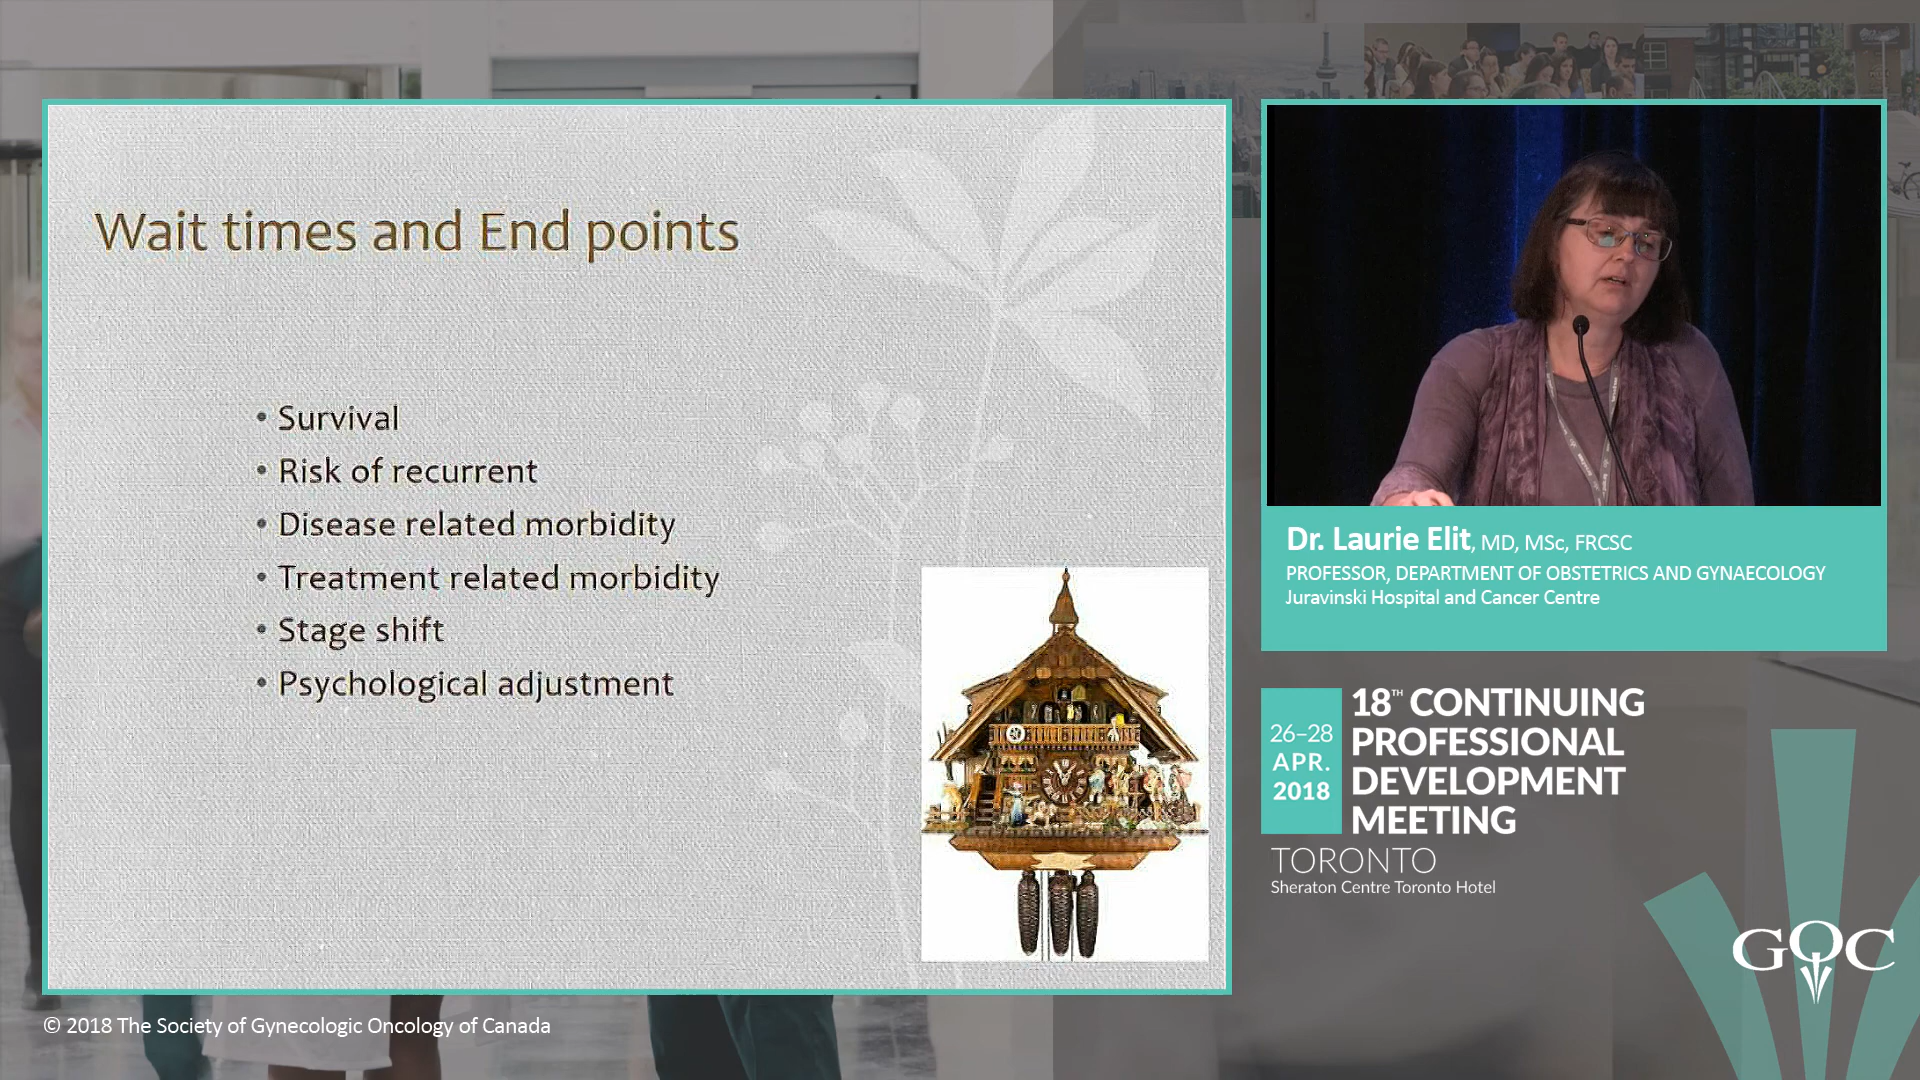 Wait times and End points
• Survival
• Risk of recurrent
• Disease related morbidity
• Treatment related morbidity
• Stage shift
• Psychological adjustment
Dr. Laurie Elit, MD, MSc, FRCSC
PROFESSOR, DEPARTMENT OF OBSTETRICS AND GYNAECOLOGY
Juravinski Hospital and Cancer Centre
26–28
APR.
2018
18TH CONTINUING
PROFESSIONAL
DEVELOPMENT
MEETING
TORONTO
Sheraton Centre Toronto Hotel
GOC
© 2018 The Society of Gynecologic Oncology of Canada